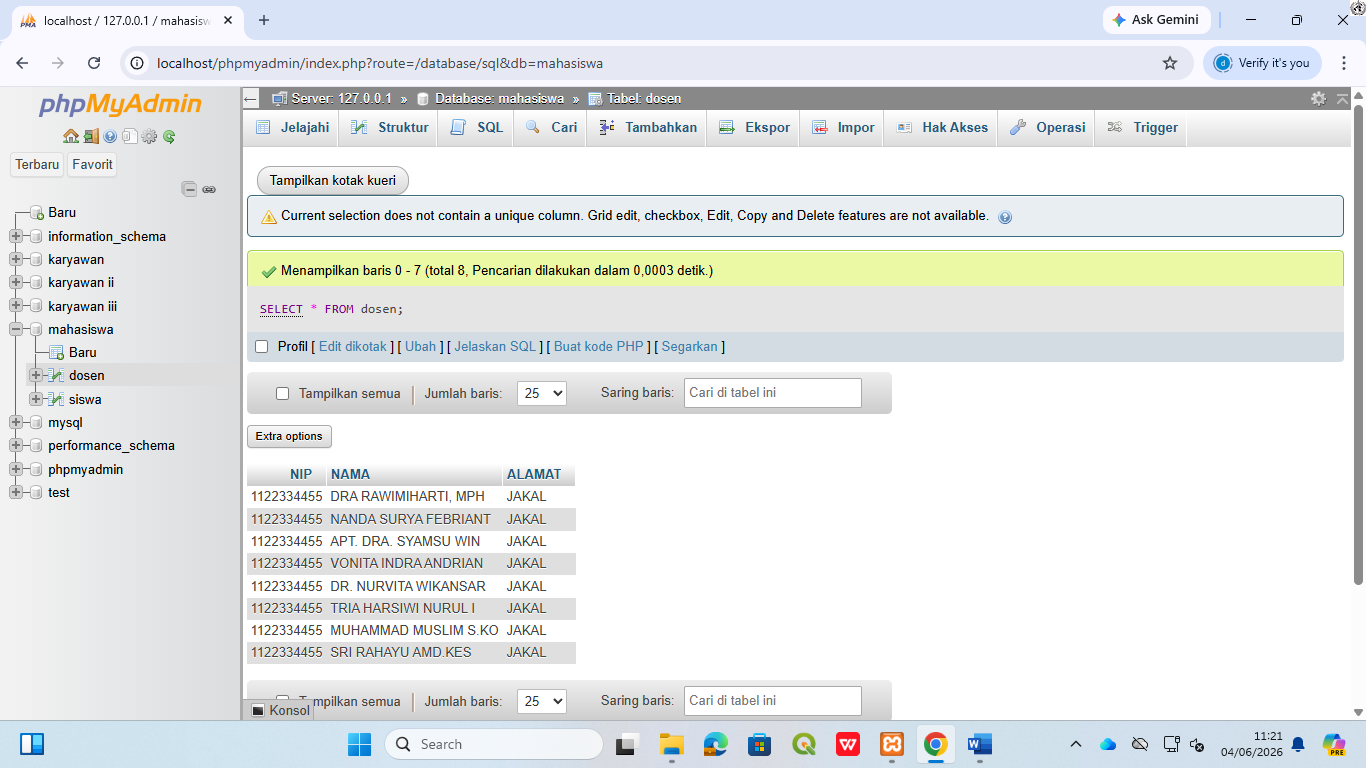 localhost / 127.0.0.1 / mahasisw
Ask Gemini
localhost/phpmyadmin/index.php?route=/database/sql&db=mahasiswa
Verify it's you
phpMyAdmin
Terbaru Favorit
Baru
information_schema
karyawan
karyawan ii
karyawan iii
mahasiswa
Baru
dosen
siswa
mysql
performance_schema
phpmyadmin
test
Server: 127.0.0.1 » Database: mahasiswa » Tabel: dosen
Jelajahi Struktur SQL Cari Tambahkan Ekspor Impor Hak Akses Operasi Trigger
Tampilkan kotak kueri
Current selection does not contain a unique column. Grid edit, checkbox, Edit, Copy and Delete features are not available.
Menampilkan baris 0 - 7 (total 8, Pencarian dilakukan dalam 0,0003 detik.)
SELECT * FROM dosen;
Profil [ Edit dikotak ] [ Ubah ] [ Jelaskan SQL ] [ Buat kode PHP ] [ Segarkan ]
Tampilkan semua Jumlah baris: 25 Saring baris: Cari di tabel ini
Extra options
NIP NAMA ALAMAT
1122334455 DRA RAWIMIHARTI, MPH JAKAL
1122334455 NANDA SURYA FEBRIANT JAKAL
1122334455 APT. DRA. SYAMSU WIN JAKAL
1122334455 VONITA INDRA ANDRIAN JAKAL
1122334455 DR. NURVITA WIKANSAR JAKAL
1122334455 TRIA HARSIWI NURUL I JAKAL
1122334455 MUHAMMAD MUSLIM S.KO JAKAL
1122334455 SRI RAHAYU AMD.KES JAKAL
Tampilkan semua Jumlah baris: 25 Saring baris: Cari di tabel ini
Konsol
Search
11:21
04/06/2026